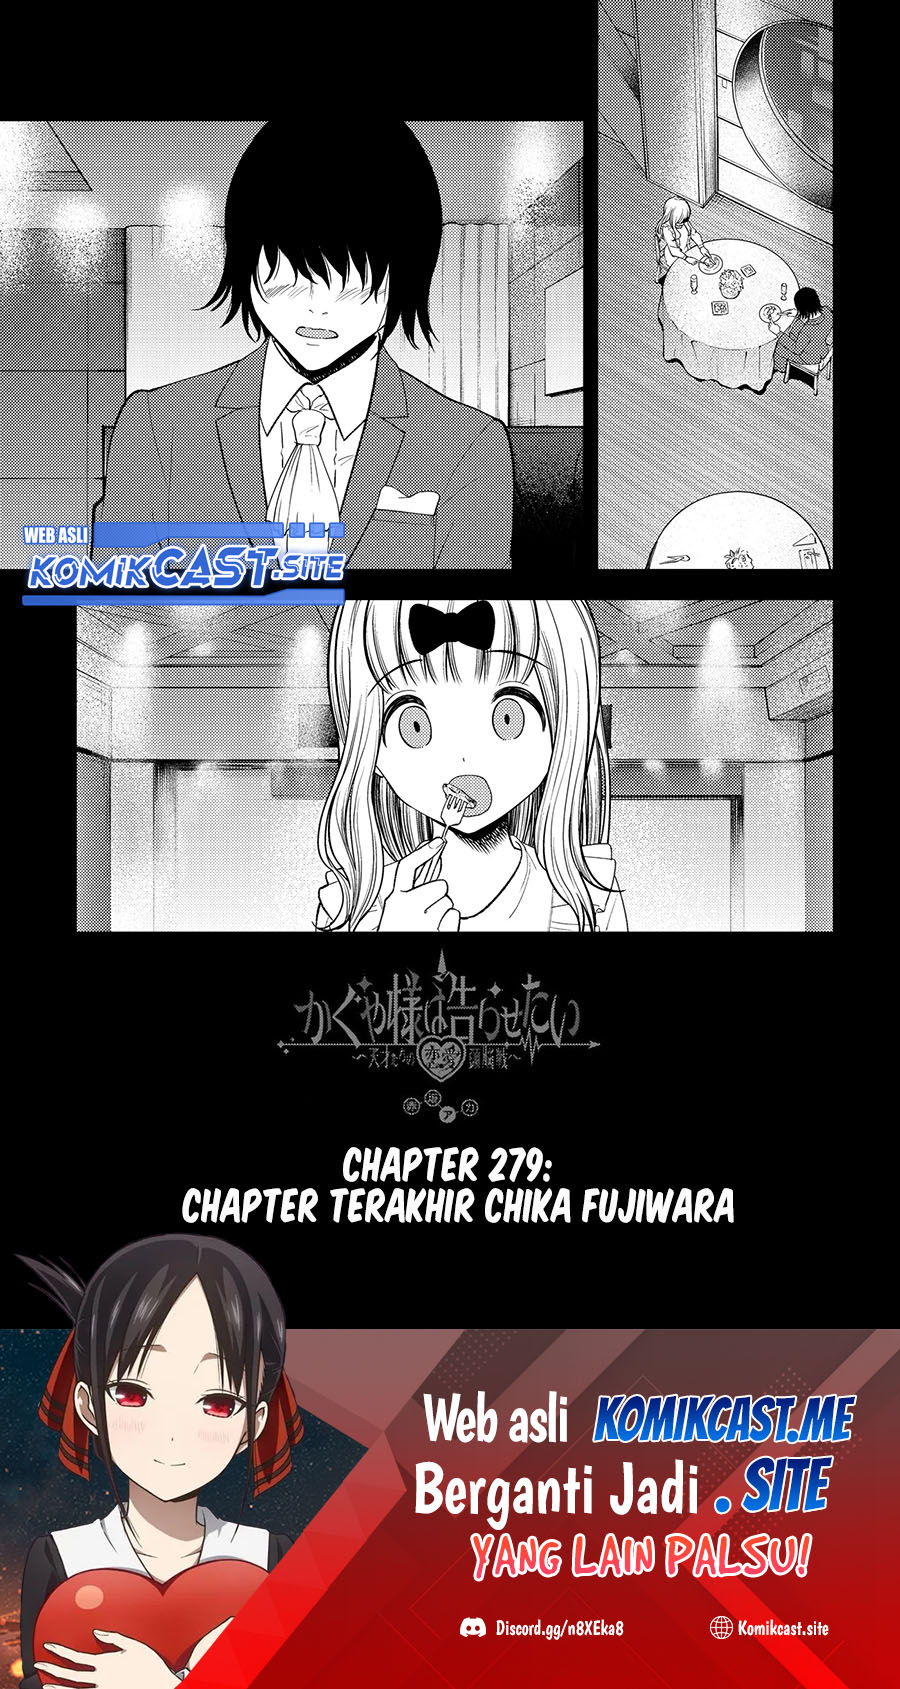 WEB ASLI
KOMIKCAST.SITE
かぐや様は告らせたい
~天才たちの恋愛頭脳戦~
赤坂アカ
CHAPTER 279:
CHAPTER TERAKHIR CHIKA FUJIWARA
Web asli KOMIKCAST.ME
Berganti Jadi .SITE
YANG LAIN PALSU!
Discord.gg/n8XEka8 Komikcast.site